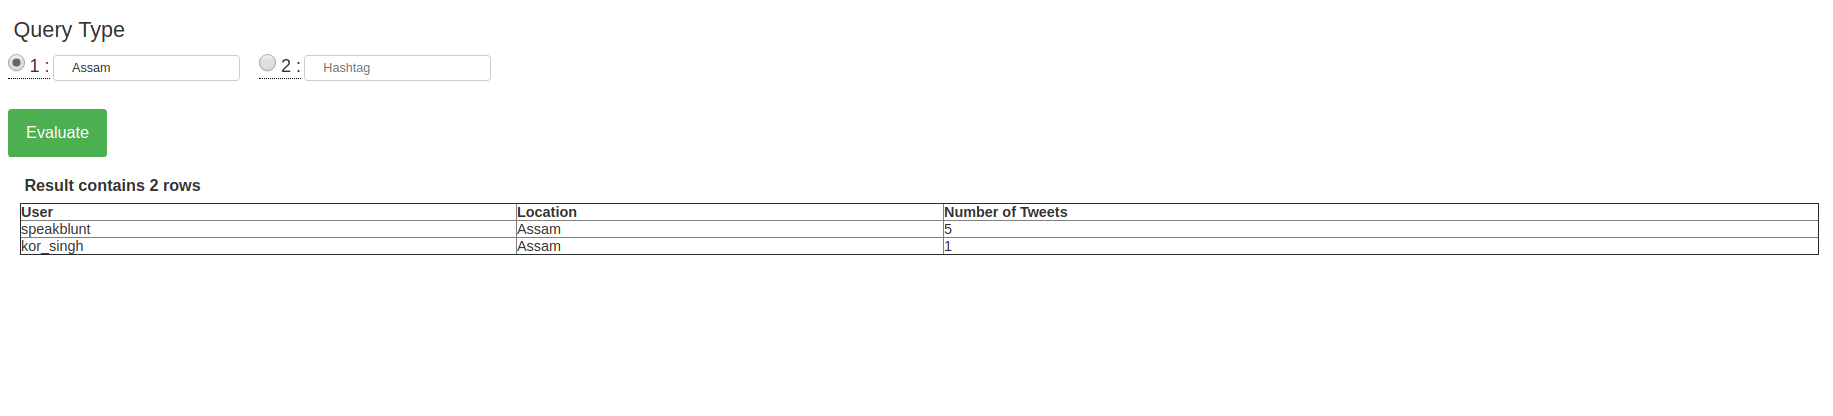 Query Type
1 : Assam 2 : Hashtag
Evaluate
Result contains 2 rows
User Location Number of Tweets
speakblunt Assam 5
kor_singh Assam 1